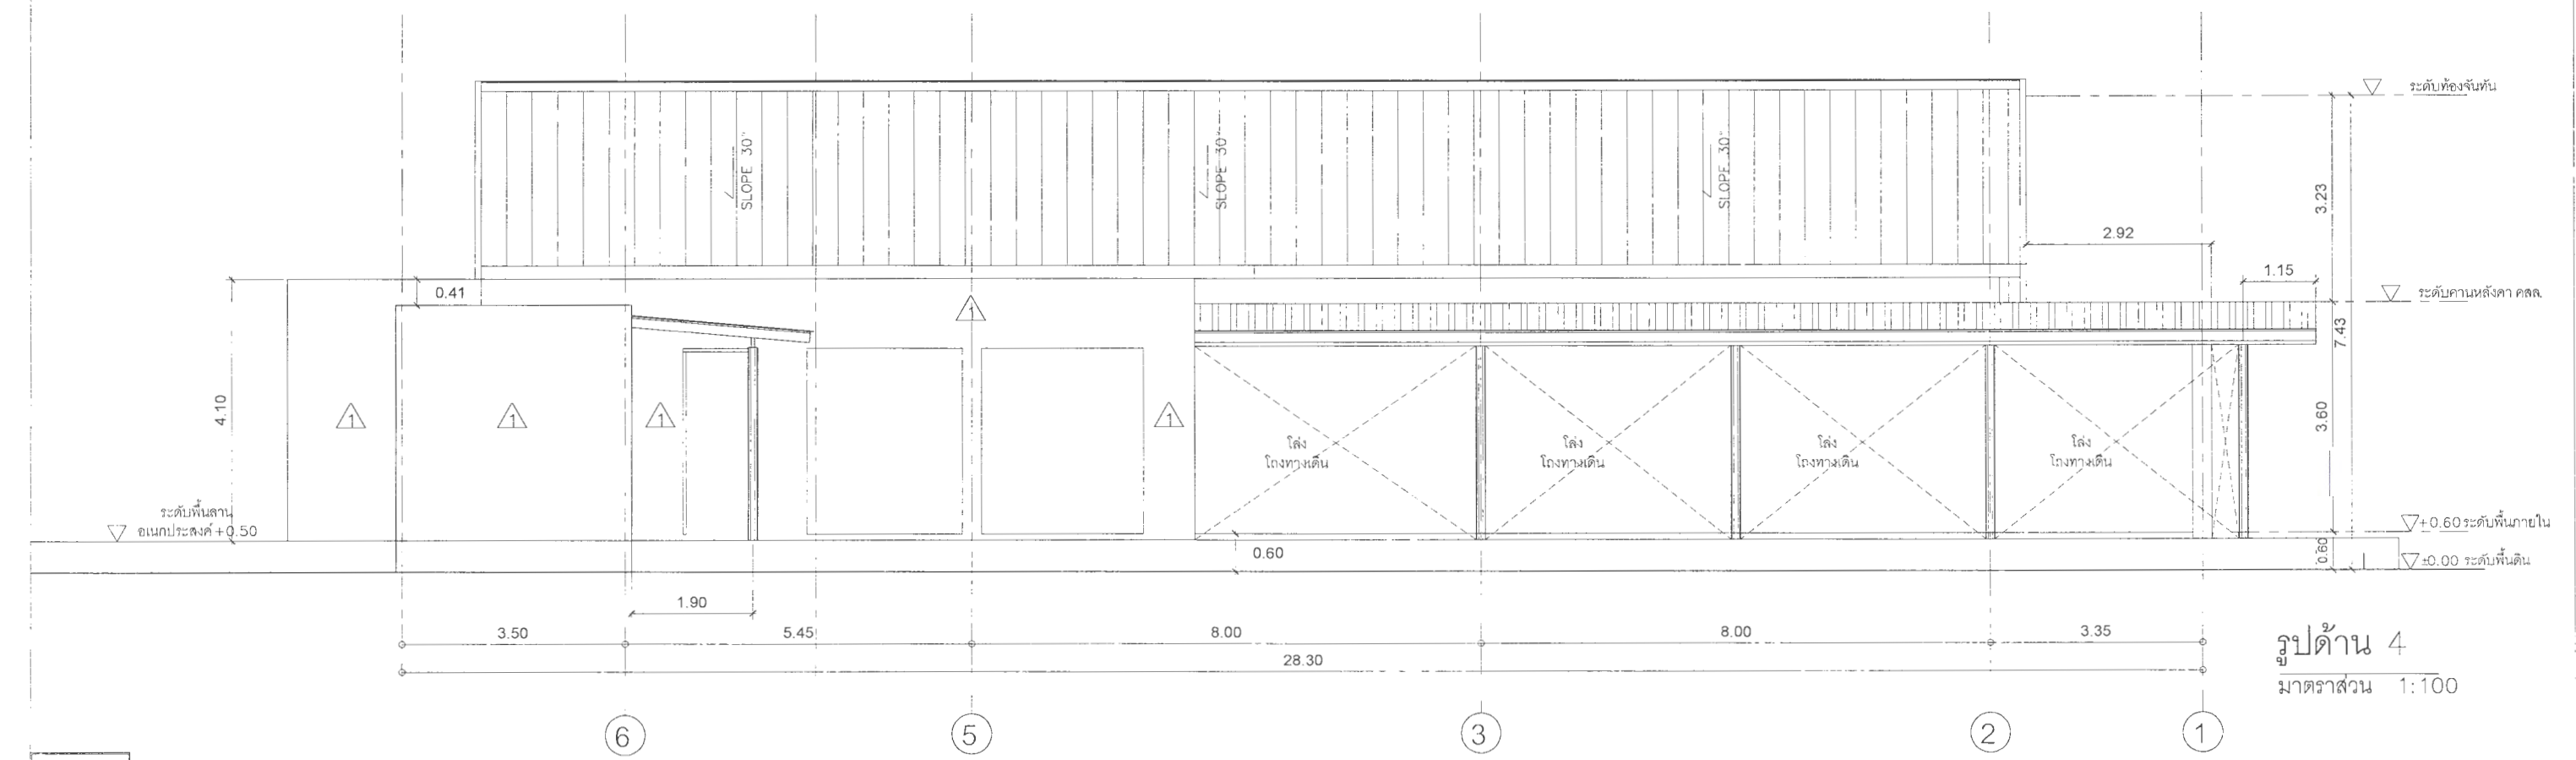 ระดับท้องจันทัน
SLOPE 30°
SLOPE 30°
SLOPE 30°
3.23
2.92
1.15
0.41
ระดับคานหลังคา คสล.
1
7.43
4.10
1
1
1
1
3.60
โล่ง
โถงทางเดิน
โล่ง
โถงทางเดิน
โล่ง
โถงทางเดิน
โล่ง
โถงทางเดิน
ระดับพื้นลาน
อเนกประสงค์ +0.50
+0.60 ระดับพื้นภายใน
0.60
0.60
±0.00 ระดับพื้นดิน
1.90
3.50
5.45
8.00
8.00
3.35
28.30
รูปด้าน 4
มาตราส่วน 1:100
6
5
3
2
1